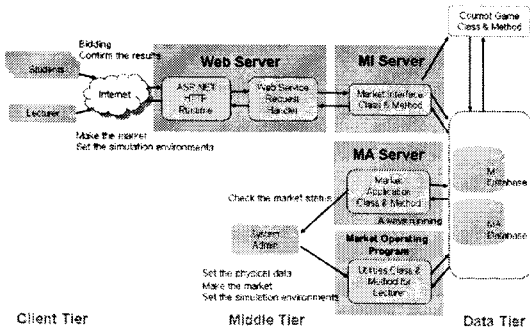 Cournot Game
Class & Method
Bidding
Confirm the results
Web Server
MI Server
Students
Internet
ASP.NET
HTTP
Runtime
Web Service
Request
Handler
Market Interface
Class & Method
Lecturer
Make the market
Set the simulation environments
MA Server
MI
Database
Market
Application
Class & Method
Check the market status
Always running
MA
Database
System
Admin
Market Operating
Program
Utilities Class &
Method for
Lecturer
Set the physical data
Make the market
Set the simulation environments
Client Tier
Middle Tier
Data Tier